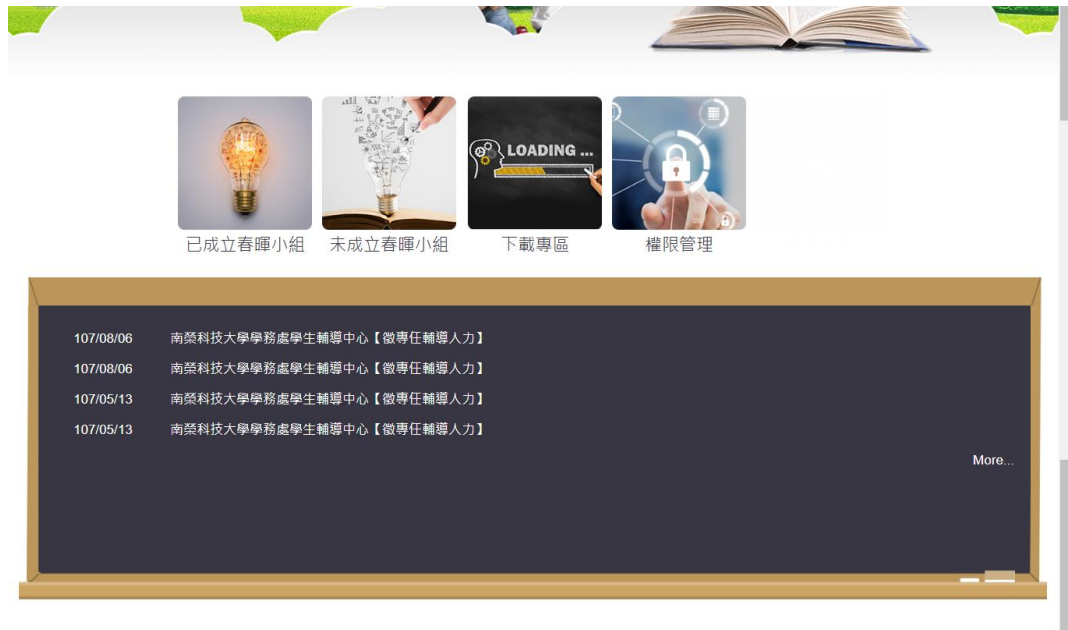 LOADING ...
已成立春暉小組
未成立春暉小組
下載專區
權限管理
107/08/06 南榮科技大學學務處學生輔導中心【徵專任輔導人力】
107/08/06 南榮科技大學學務處學生輔導中心【徵專任輔導人力】
107/05/13 南榮科技大學學務處學生輔導中心【徵專任輔導人力】
107/05/13 南榮科技大學學務處學生輔導中心【徵專任輔導人力】
More...